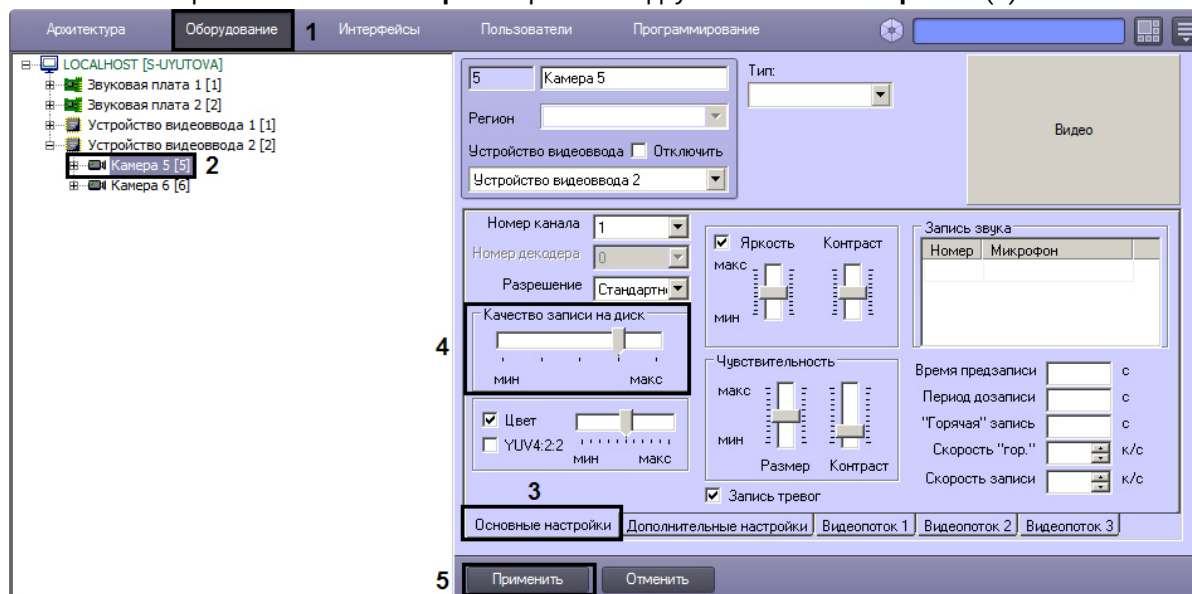 Архитектура Оборудование 1 Интерфейсы Пользователи Программирование
LOCALHOST [S-UYUTOVA]
Звуковая плата 1 [1]
Звуковая плата 2 [2]
Устройство видеоввода 1 [1]
Устройство видеоввода 2 [2]
Камера 5 [5] 2
Камера 6 [6]
5 Камера 5
Тип:
Регион
Устройство видеоввода Отключить
Устройство видеоввода 2
Видео
Номер канала 1
Номер декодера 0
Разрешение Стандартн
4
Качество записи на диск
мин макс
Цвет
YUV4:2:2
мин макс
Яркость Контраст
макс
мин
Чувствительность
макс
мин
Размер Контраст
Запись тревог
Запись звука
Номер Микрофон
Время предзаписи с
Период дозаписи с
"Горячая" запись с
Скорость "гор." к/с
Скорость записи к/с
3
Основные настройки Дополнительные настройки Видеопоток 1 Видеопоток 2 Видеопоток 3
5 Применить Отменить